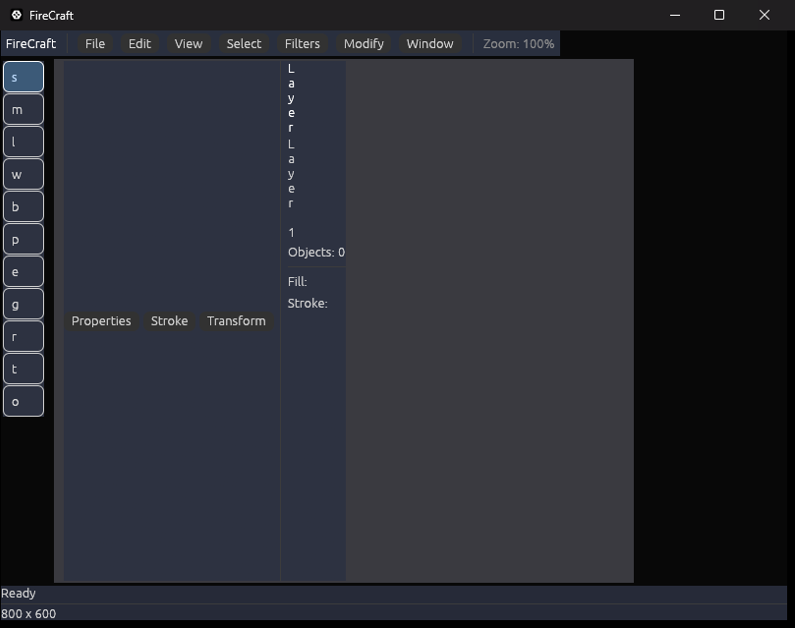 FireCraft
FireCraft File Edit View Select Filters Modify Window Zoom: 100%
s
m
l
w
b
p
e
g
r
t
o
Properties Stroke Transform
L
a
y
e
r
L
a
y
e
r
1
Objects: 0
Fill:
Stroke:
Ready
800 x 600